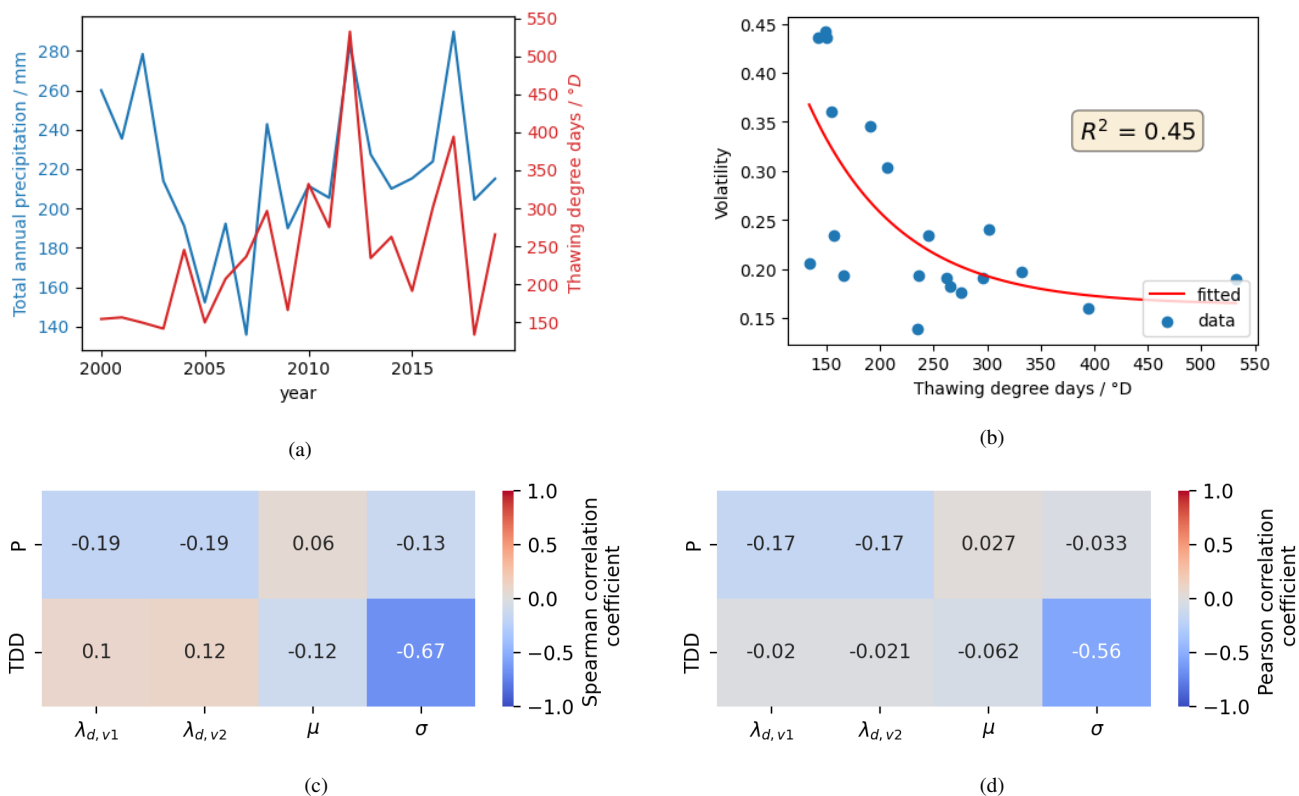 Total annual precipitation / mm
280
260
240
220
200
180
160
140
2000
2005
2010
2015
year
550
500
450
400
350
300
250
200
150
Thawing degree days / °D
(a)
Volatility
0.45
0.40
0.35
0.30
0.25
0.20
0.15
R² = 0.45
fitted
data
150
200
250
300
350
400
450
500
550
Thawing degree days / °D
(b)
P
-0.19
-0.19
0.06
-0.13
TDD
0.1
0.12
-0.12
-0.67
λd,v1
λd,v2
μ
σ
1.0
0.5
0.0
−0.5
−1.0
Spearman correlation
coefficient
(c)
P
-0.17
-0.17
0.027
-0.033
TDD
-0.02
-0.021
-0.062
-0.56
λd,v1
λd,v2
μ
σ
1.0
0.5
0.0
−0.5
−1.0
Pearson correlation
coefficient
(d)